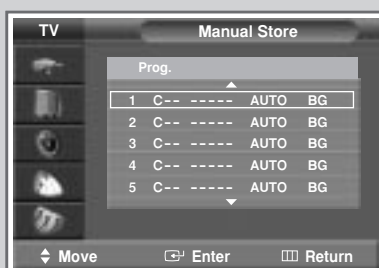 TV Manual Store
Prog.
1 C-- ----- AUTO BG
2 C-- ----- AUTO BG
3 C-- ----- AUTO BG
4 C-- ----- AUTO BG
5 C-- ----- AUTO BG
Move Enter Return